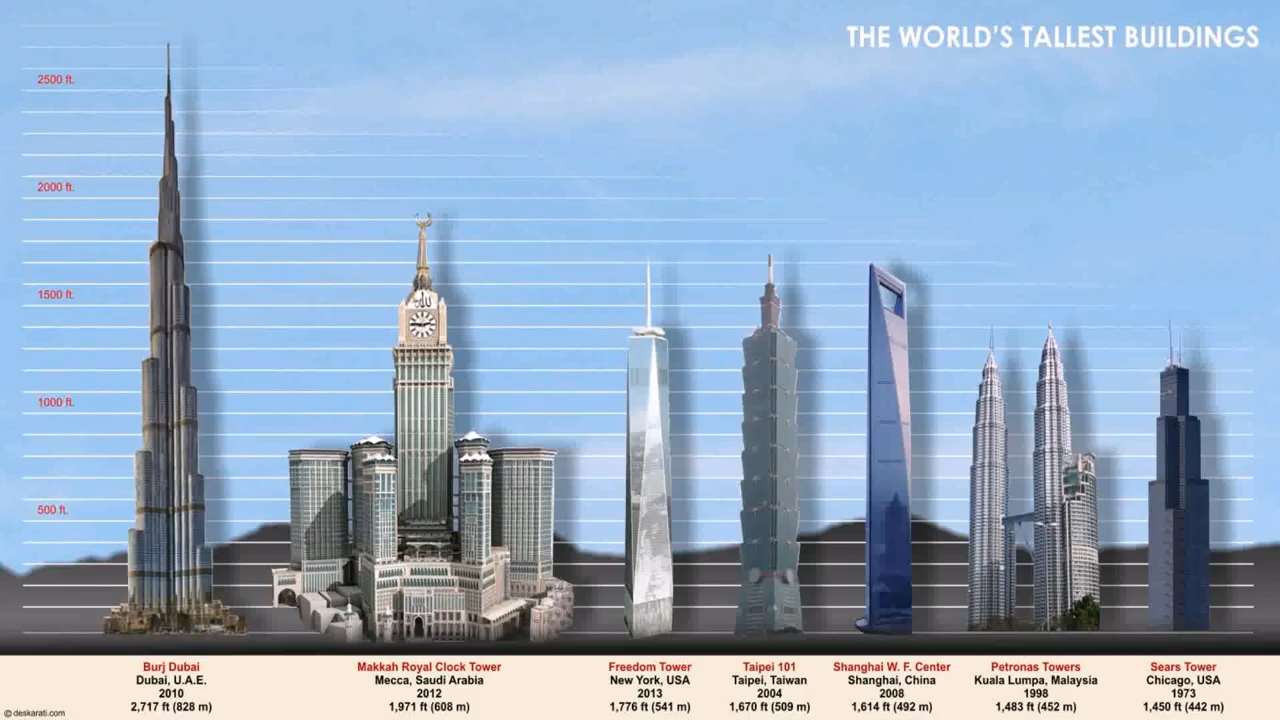 THE WORLD'S TALLEST BUILDINGS
2500 ft.
2000 ft.
1500 ft.
1000 ft.
500 ft.
Burj Dubai
Dubai, U.A.E.
2010
2,717 ft (828 m)
Makkah Royal Clock Tower
Mecca, Saudi Arabia
2012
1,971 ft (608 m)
Freedom Tower
New York, USA
2013
1,776 ft (541 m)
Taipei 101
Taipei, Taiwan
2004
1,670 ft (509 m)
Shanghai W. F. Center
Shanghai, China
2008
1,614 ft (492 m)
Petronas Towers
Kuala Lumpa, Malaysia
1998
1,483 ft (452 m)
Sears Tower
Chicago, USA
1973
1,450 ft (442 m)
© deskarati.com